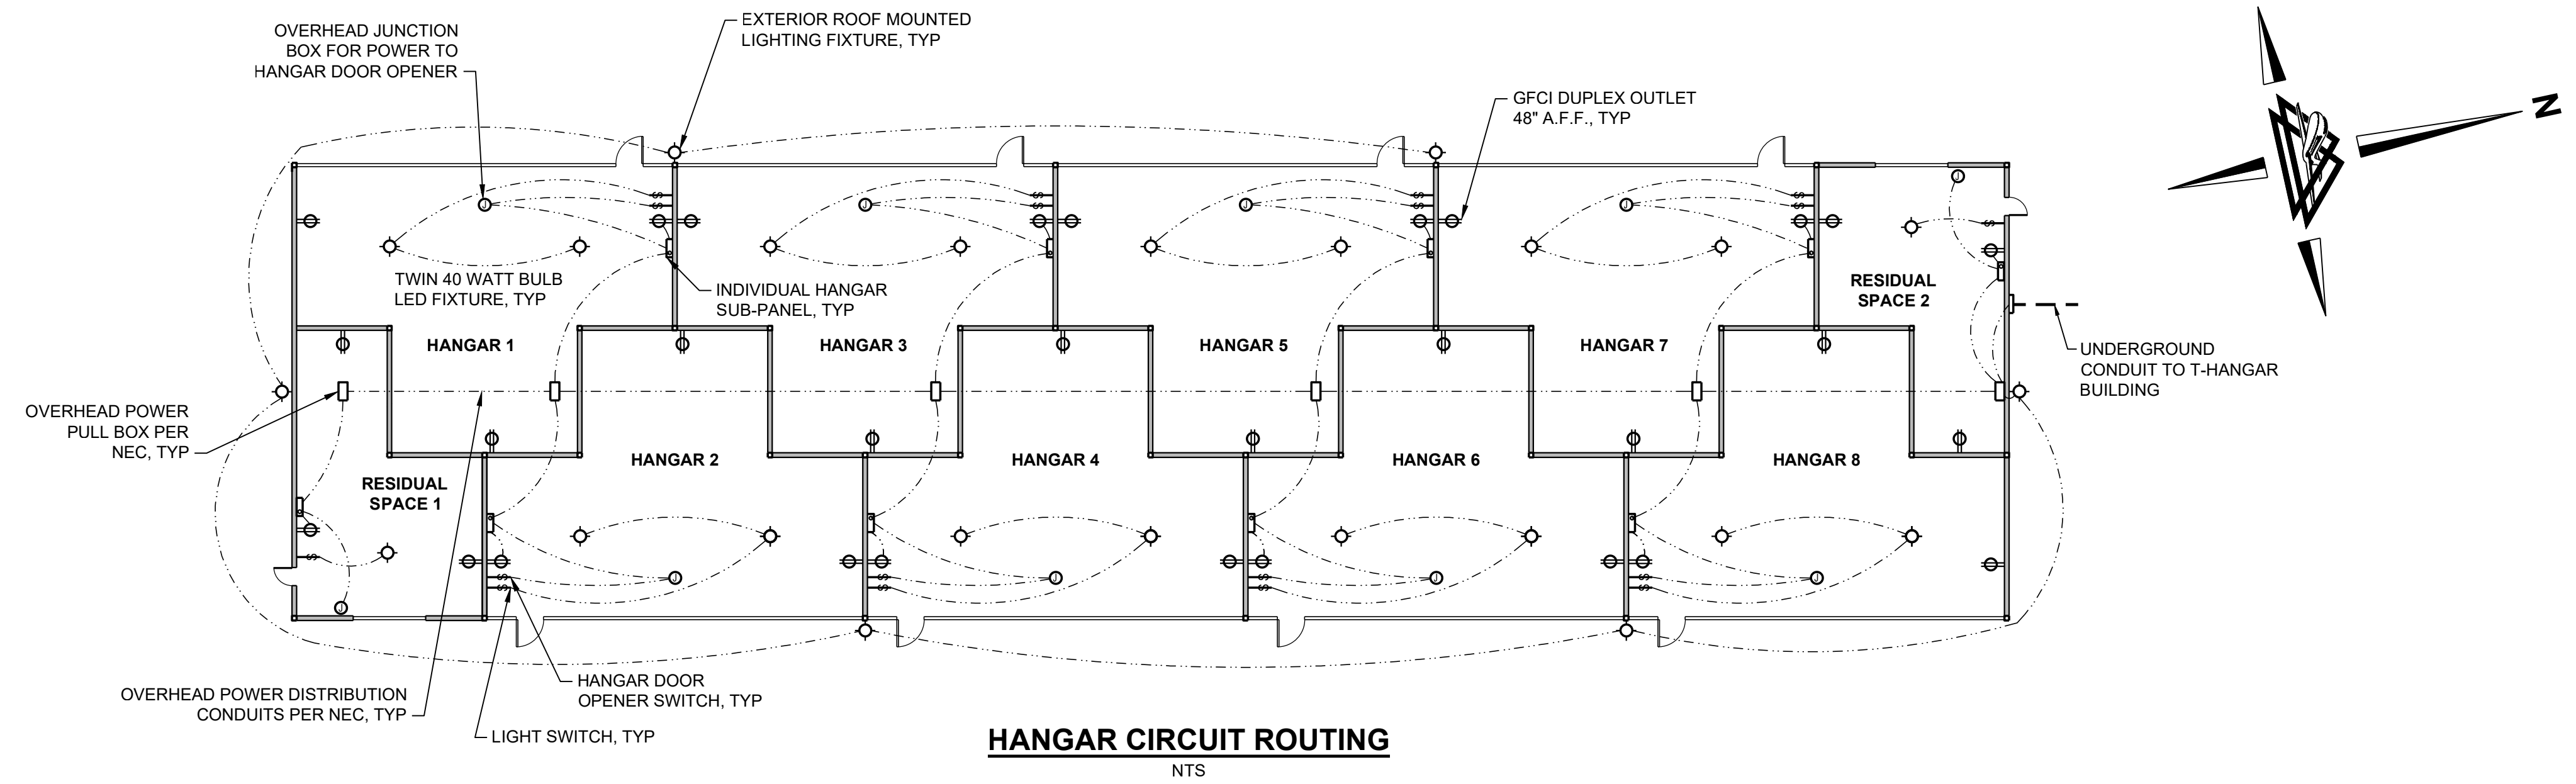 EXTERIOR ROOF MOUNTED
LIGHTING FIXTURE, TYP
OVERHEAD JUNCTION
BOX FOR POWER TO
HANGAR DOOR OPENER
GFCI DUPLEX OUTLET
48" A.F.F., TYP
N
J
J
J
J
J
S
S
S
S
S
S
S
S
S
TWIN 40 WATT BULB
LED FIXTURE, TYP
INDIVIDUAL HANGAR
SUB-PANEL, TYP
RESIDUAL
SPACE 2
HANGAR 1
HANGAR 3
HANGAR 5
HANGAR 7
UNDERGROUND
CONDUIT TO T-HANGAR
BUILDING
OVERHEAD POWER
PULL BOX PER
NEC, TYP
HANGAR 2
HANGAR 4
HANGAR 6
HANGAR 8
RESIDUAL
SPACE 1
S
S
S
S
S
S
S
S
S
J
J
J
J
J
OVERHEAD POWER DISTRIBUTION
CONDUITS PER NEC, TYP
HANGAR DOOR
OPENER SWITCH, TYP
LIGHT SWITCH, TYP
HANGAR CIRCUIT ROUTING
NTS